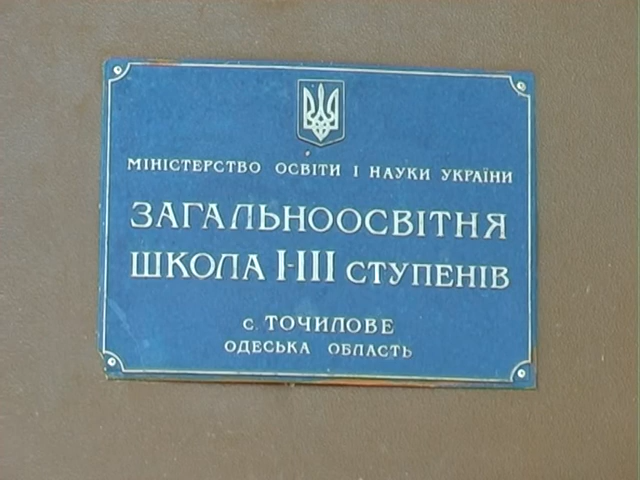 МІНІСТЕРСТВО ОСВІТИ І НАУКИ УКРАЇНИ
ЗАГАЛЬНООСВІТНЯ
ШКОЛА І-ІІІ СТУПЕНІВ
с. ТОЧИЛОВЕ
ОДЕСЬКА ОБЛАСТЬ